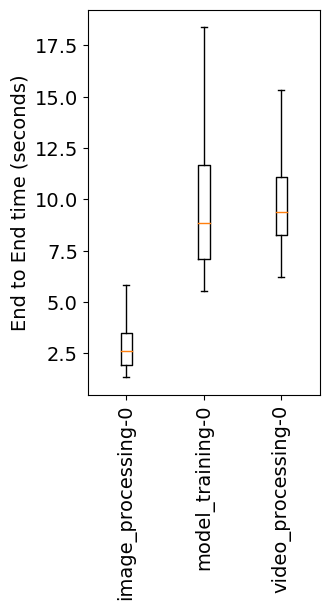 End to End time (seconds)
17.5
15.0
12.5
10.0
7.5
5.0
2.5
image_processing-0
model_training-0
video_processing-0